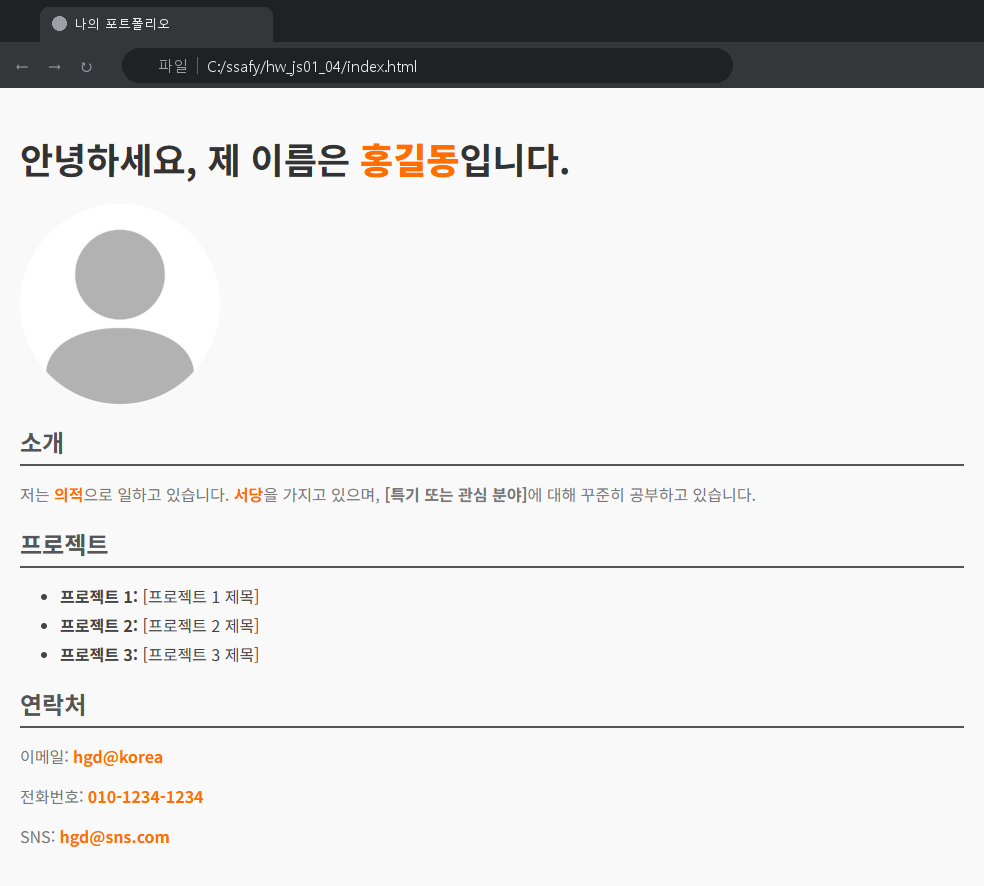 나의 포트폴리오
← → ↻ 파일 C:/ssafy/hw_js01_04/index.html
안녕하세요, 제 이름은 홍길동입니다.
소개
저는 의적으로 일하고 있습니다. 서당을 가지고 있으며, [특기 또는 관심 분야]에 대해 꾸준히 공부하고 있습니다.
프로젝트
• 프로젝트 1: [프로젝트 1 제목]
• 프로젝트 2: [프로젝트 2 제목]
• 프로젝트 3: [프로젝트 3 제목]
연락처
이메일: hgd@korea
전화번호: 010-1234-1234
SNS: hgd@sns.com